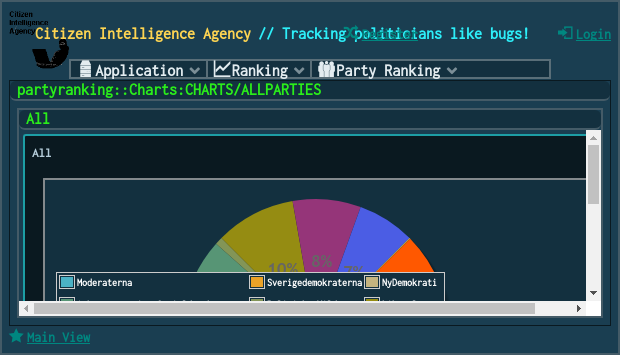 Citizen
Intelligence
Agency
Citizen Intelligence Agency // Tracking politicians like bugs!
Login
Application
Ranking
Party Ranking
partyranking::Charts:CHARTS/ALLPARTIES
All
All
10%
8%
Moderaterna
Sverigedemokraterna
NyDemokrati
Main View